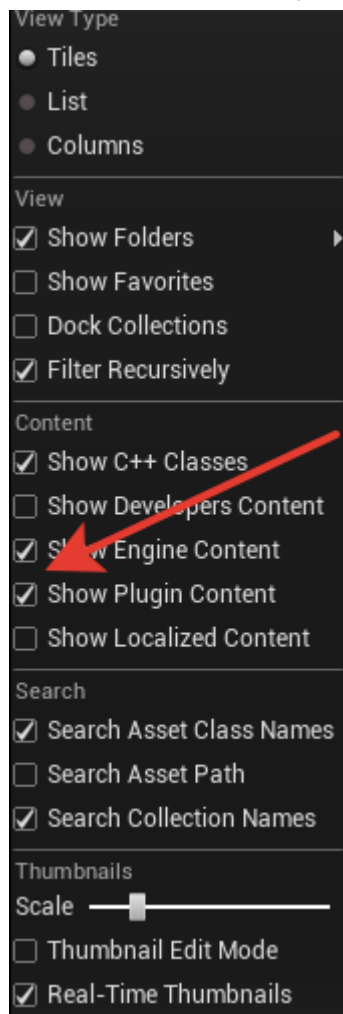 View Type
Tiles
List
Columns
View
Show Folders
Show Favorites
Dock Collections
Filter Recursively
Content
Show C++ Classes
Show Developers Content
Show Engine Content
Show Plugin Content
Show Localized Content
Search
Search Asset Class Names
Search Asset Path
Search Collection Names
Thumbnails
Scale
Thumbnail Edit Mode
Real-Time Thumbnails